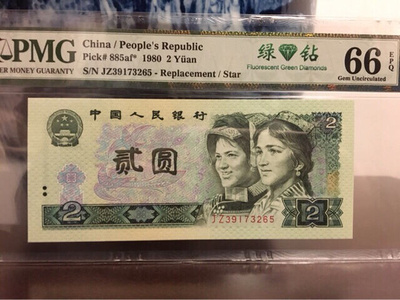 PMG
PAPER MONEY GUARANTY
China / People's Republic
Pick# 885af* 1980 2 Yüan
S/N JZ39173265 - Replacement / Star
绿 钻
Fluorescent Green Diamonds
66 EPQ
Gem Uncirculated
中国人民银行
2
贰圆
JZ39173265
2
2